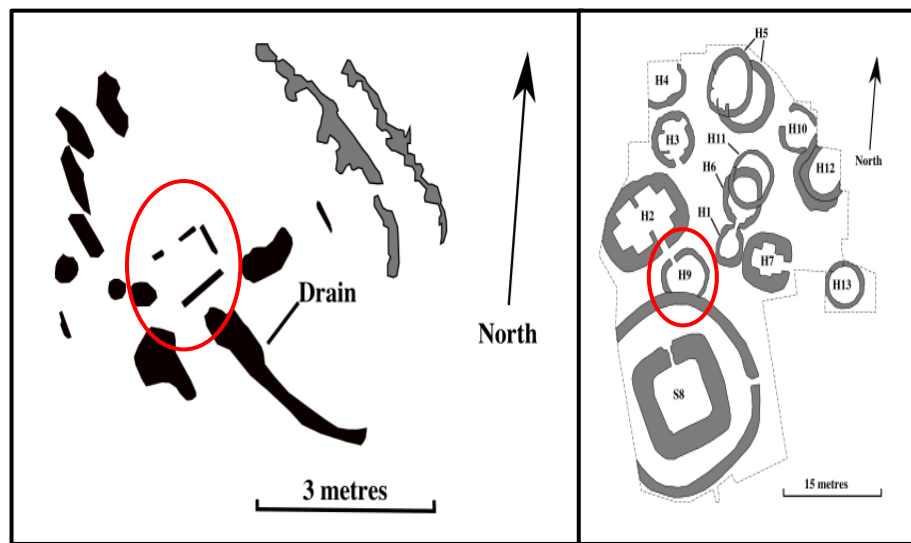 Drain
North
3 metres
H5
H4
H10
H3
H11
H12
H6
North
H2
H1
H7
H9
H13
S8
15 metres